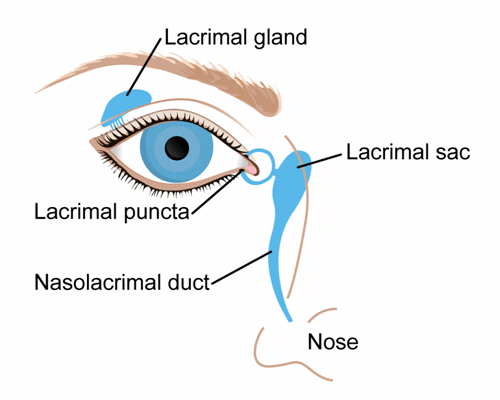 Lacrimal gland
Lacrimal sac
Lacrimal puncta
Nasolacrimal duct
Nose